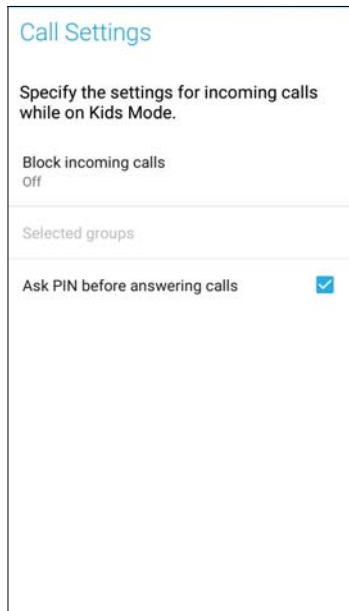 Call Settings
Specify the settings for incoming calls
while on Kids Mode.
Block incoming calls
Off
Selected groups
Ask PIN before answering calls